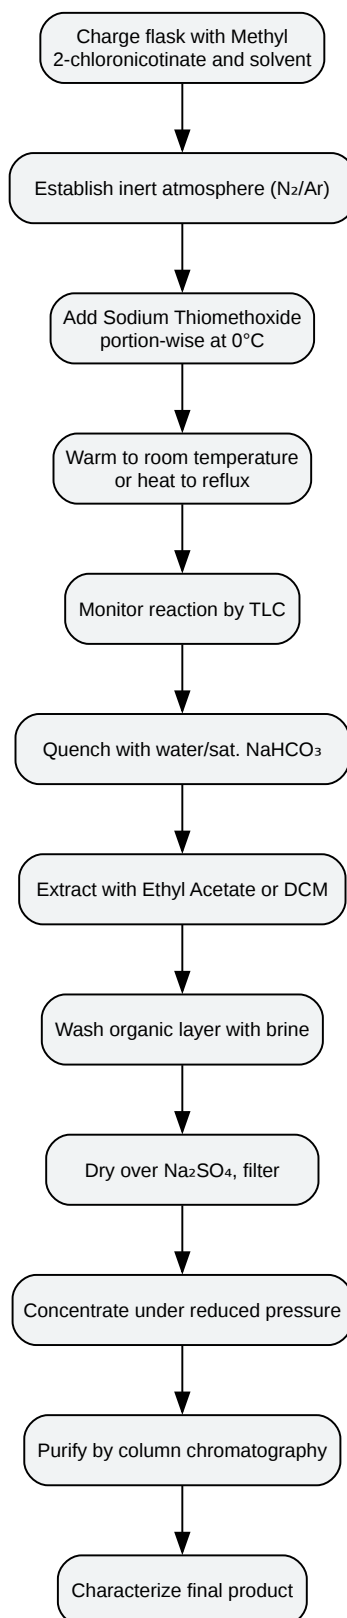 Charge flask with Methyl
2-chloronicotinate and solvent
Establish inert atmosphere (N₂/Ar)
Add Sodium Thiomethoxide
portion-wise at 0°C
Warm to room temperature
or heat to reflux
Monitor reaction by TLC
Quench with water/sat. NaHCO₃
Extract with Ethyl Acetate or DCM
Wash organic layer with brine
Dry over Na₂SO₄, filter
Concentrate under reduced pressure
Purify by column chromatography
Characterize final product